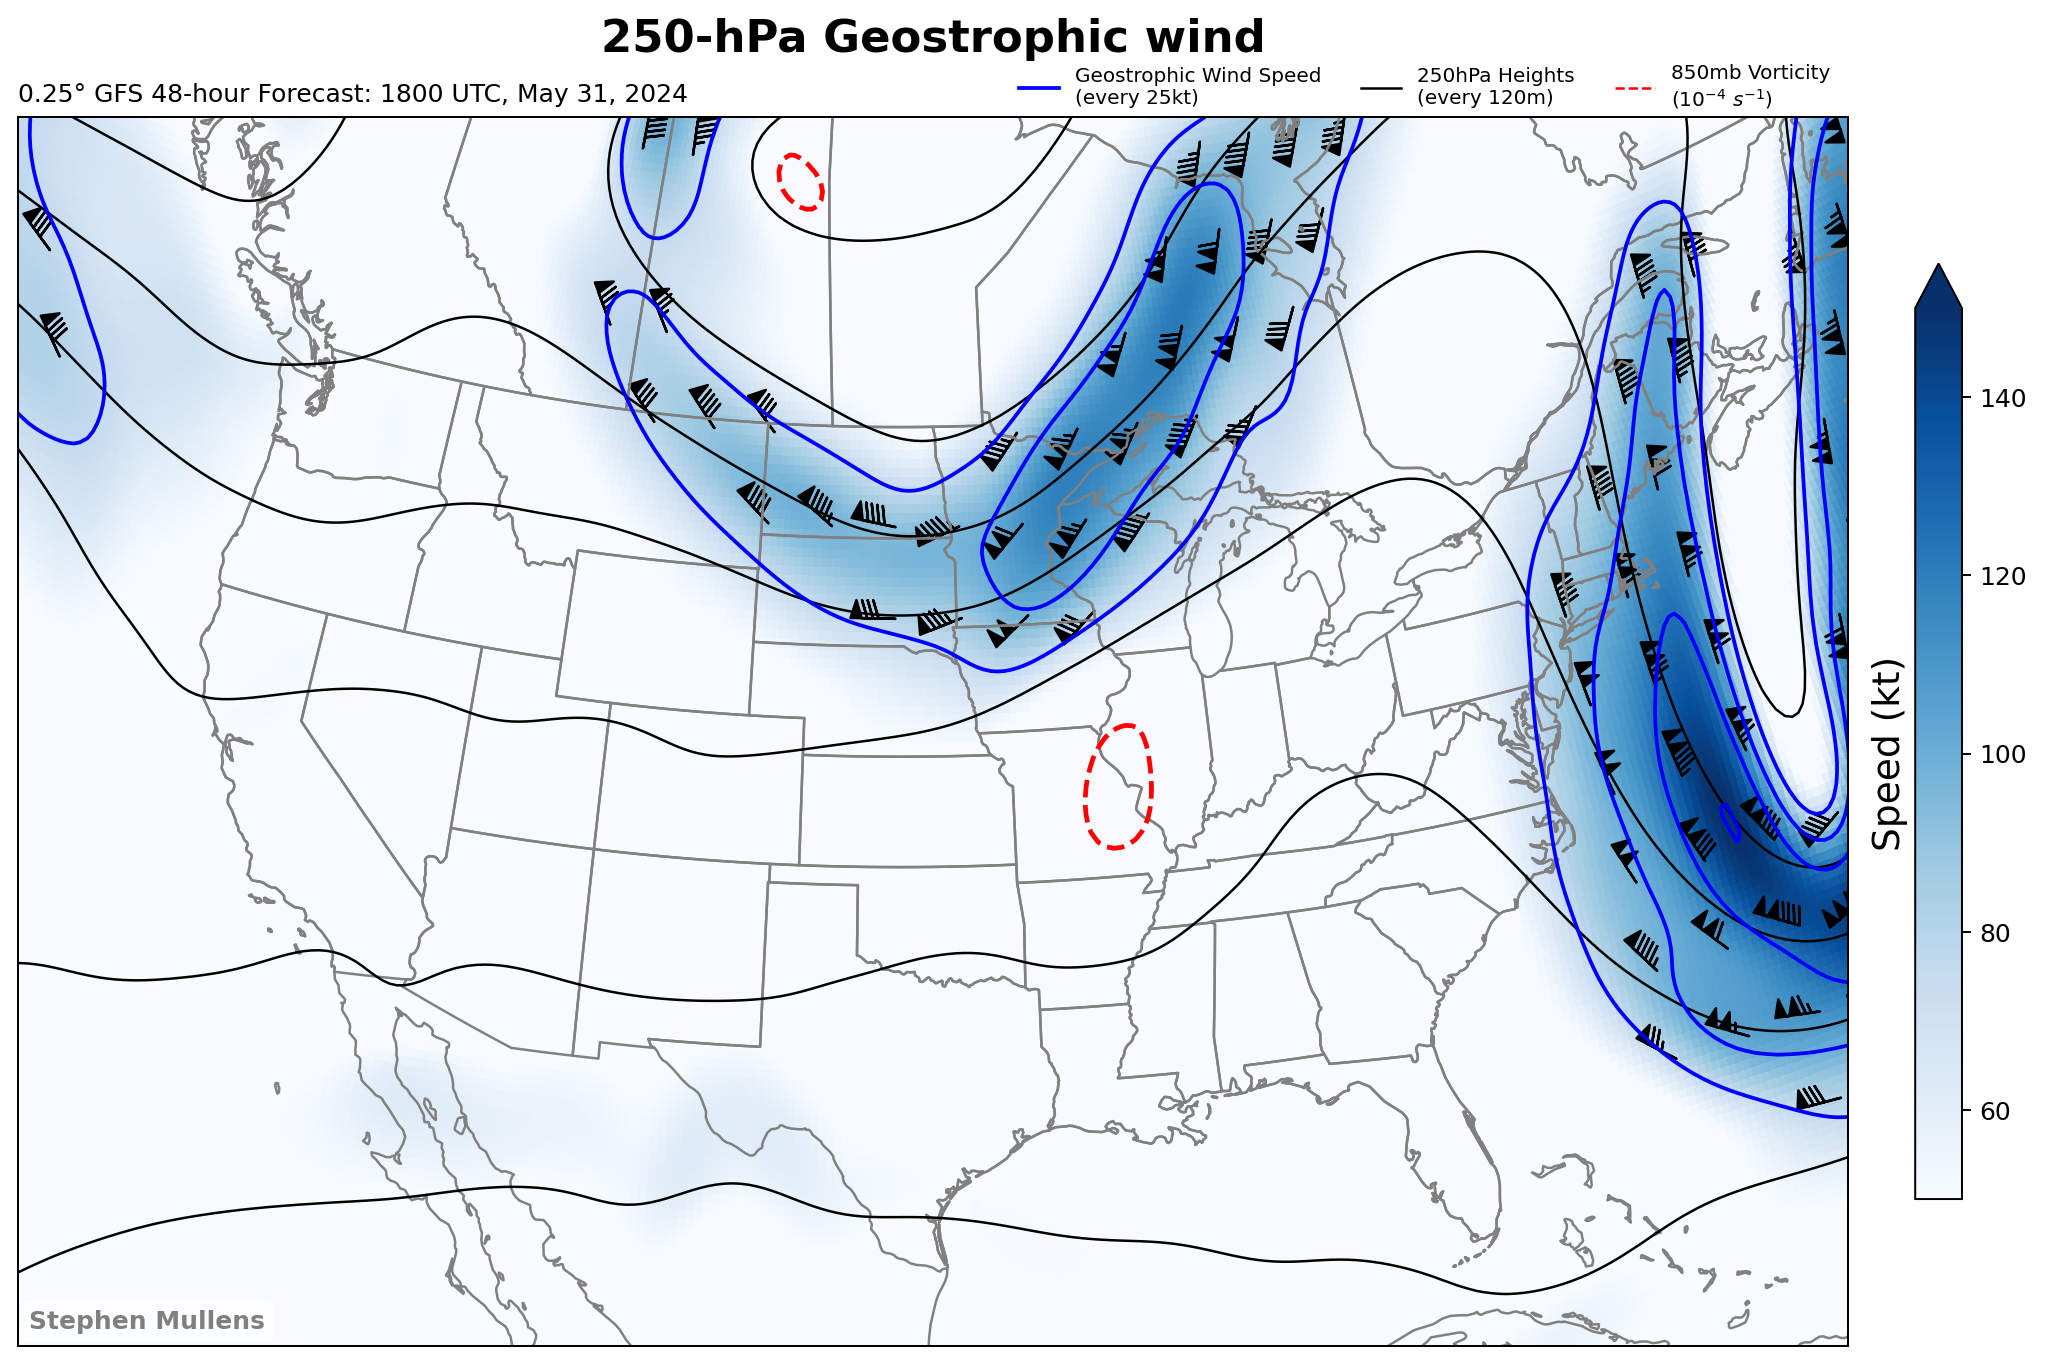 250-hPa Geostrophic wind
0.25° GFS 48-hour Forecast: 1800 UTC, May 31, 2024
Geostrophic Wind Speed
(every 25kt)
250hPa Heights
(every 120m)
850mb Vorticity
(10⁻⁴ s⁻¹)
140
120
100
80
60
Speed (kt)
Stephen Mullens